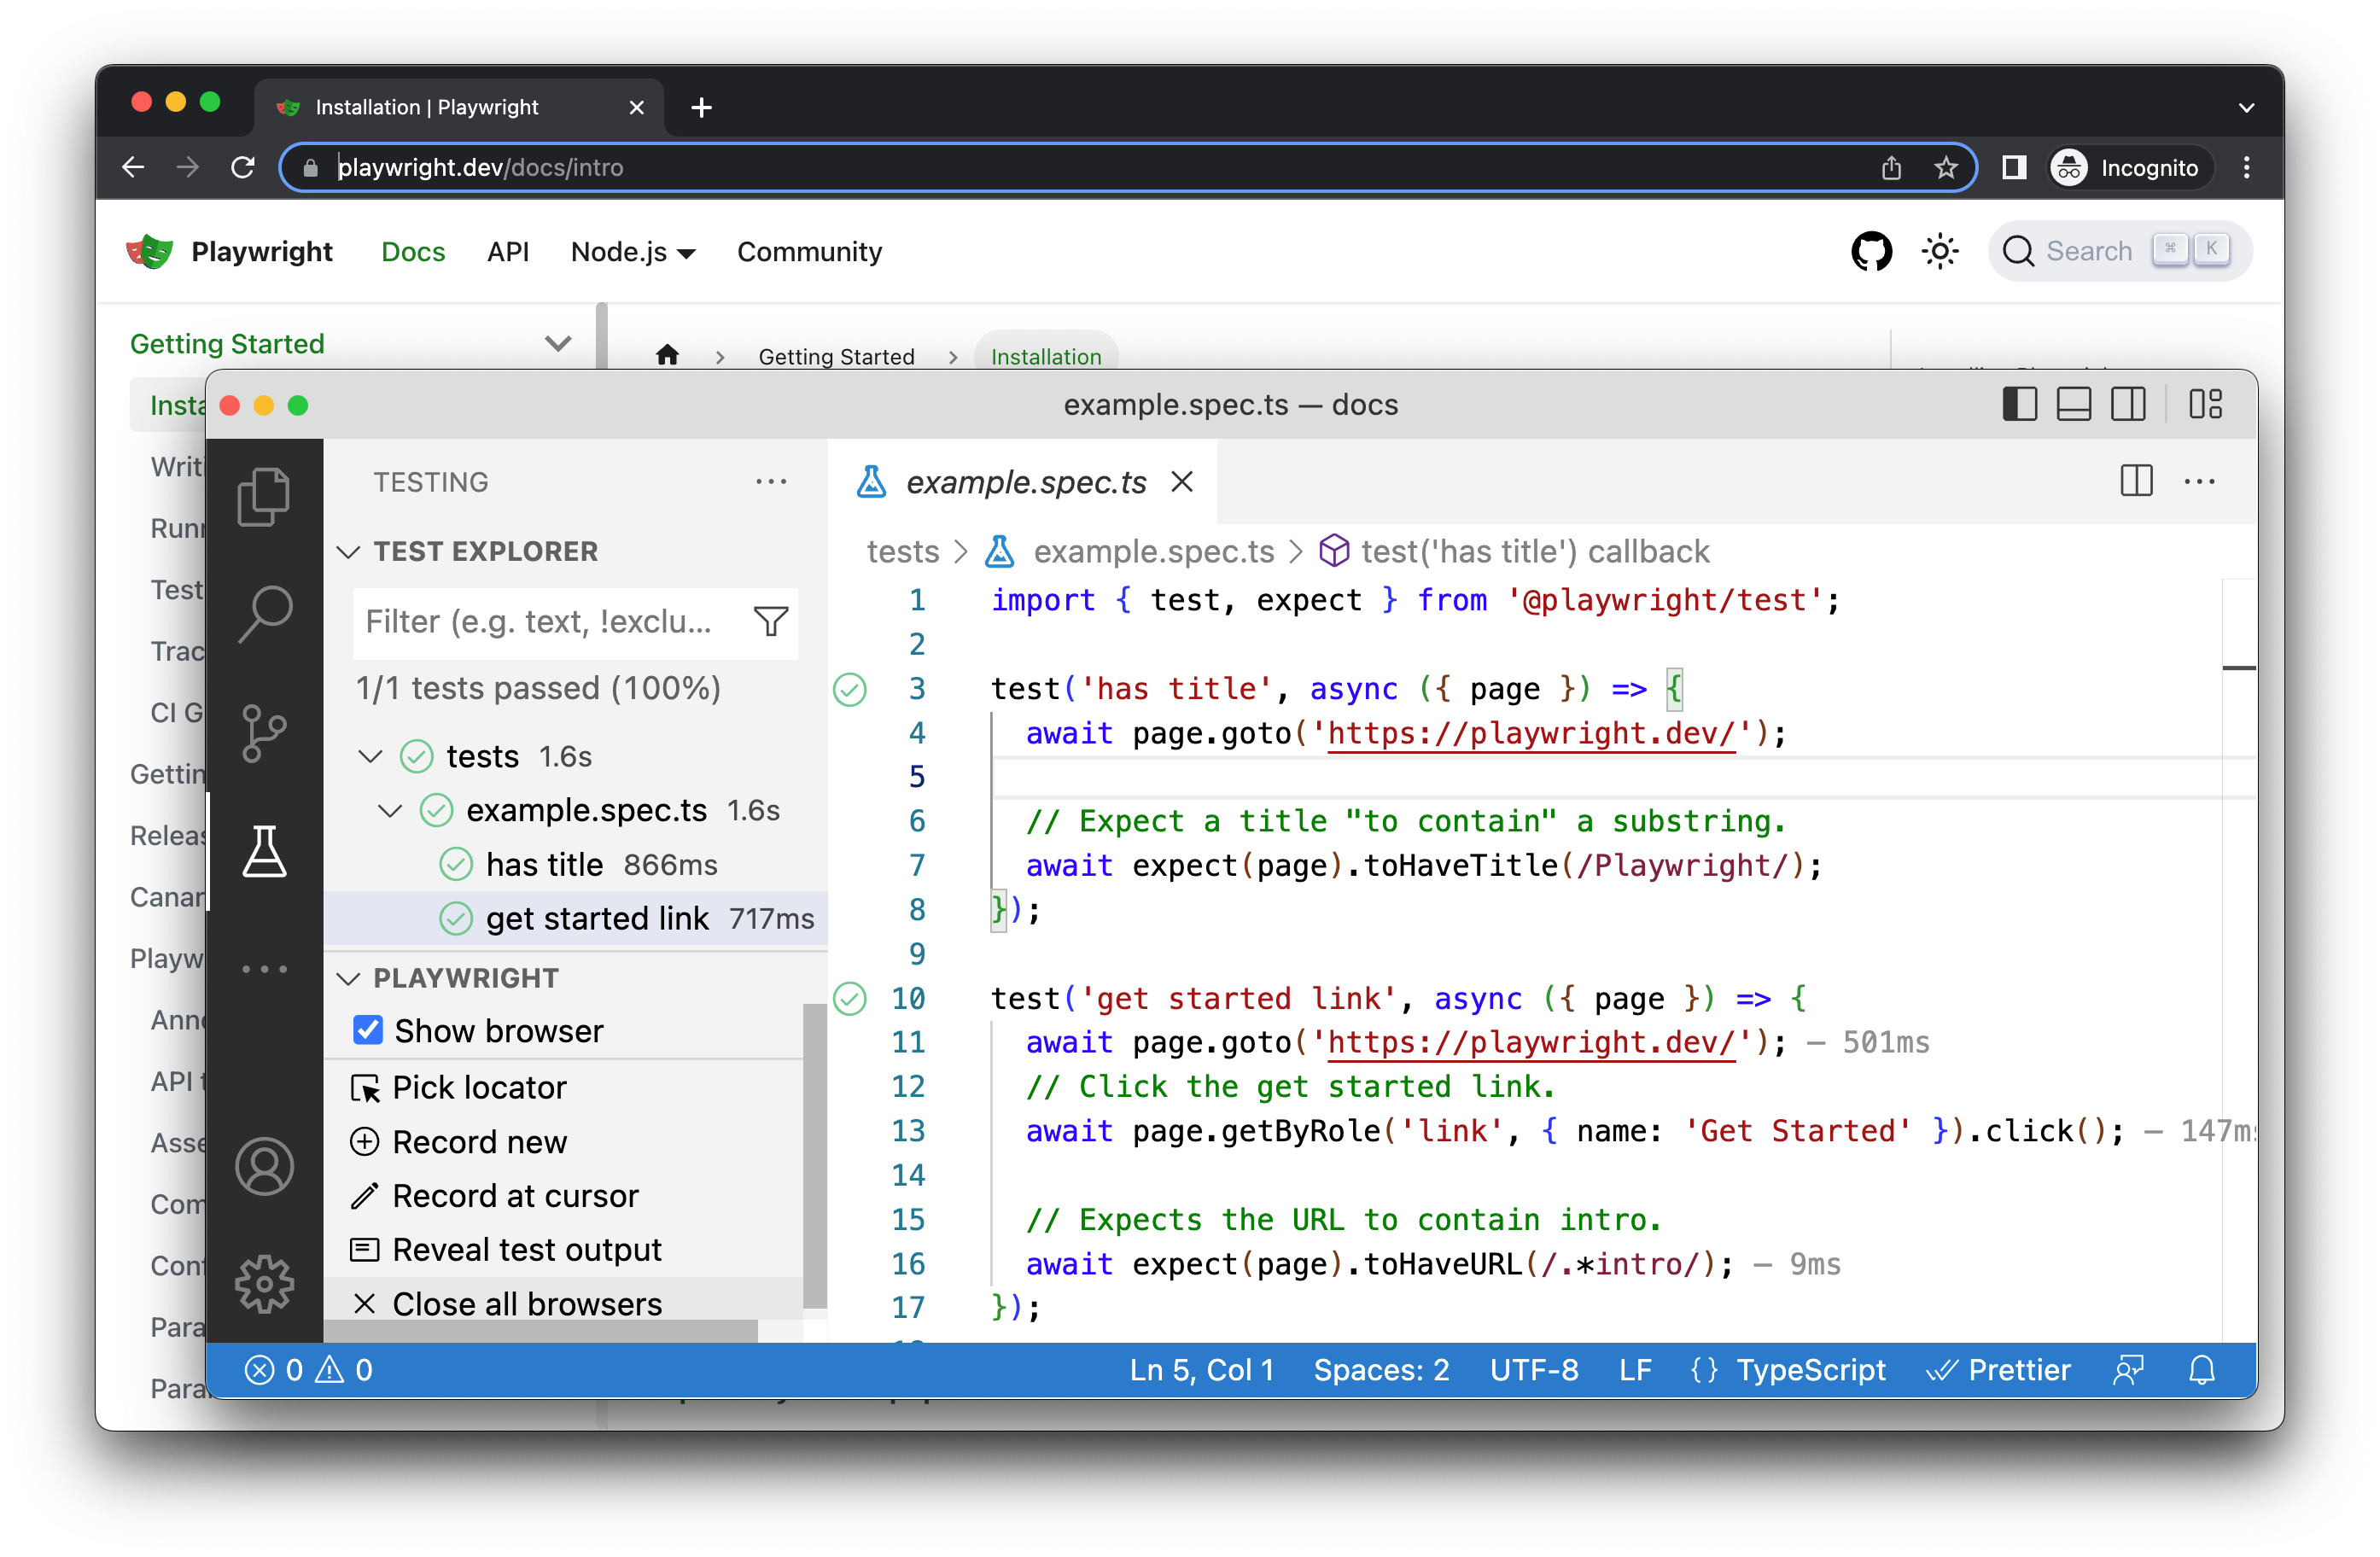 Installation | Playwright
playwright.dev/docs/intro
Incognito
Playwright Docs API Node.js Community
Search ⌘ K
Getting Started
Getting Started > Installation
Insta
Writi
Runn
Test
Trac
CI G
Gettin
Releas
Canar
Playw
Anno
API t
Asse
Com
Conf
Para
Para
example.spec.ts — docs
TESTING
TEST EXPLORER
Filter (e.g. text, !exclu...
1/1 tests passed (100%)
tests 1.6s
example.spec.ts 1.6s
has title 866ms
get started link 717ms
PLAYWRIGHT
Show browser
Pick locator
Record new
Record at cursor
Reveal test output
Close all browsers
example.spec.ts
tests > example.spec.ts > test('has title') callback
1 import { test, expect } from '@playwright/test';
2
3 test('has title', async ({ page }) => {
4 await page.goto('https://playwright.dev/');
5
6 // Expect a title "to contain" a substring.
7 await expect(page).toHaveTitle(/Playwright/);
8 });
9
10 test('get started link', async ({ page }) => {
11 await page.goto('https://playwright.dev/'); — 501ms
12 // Click the get started link.
13 await page.getByRole('link', { name: 'Get Started' }).click(); — 147ms
14
15 // Expects the URL to contain intro.
16 await expect(page).toHaveURL(/.*intro/); — 9ms
17 });
0 0
Ln 5, Col 1 Spaces: 2 UTF-8 LF {} TypeScript Prettier